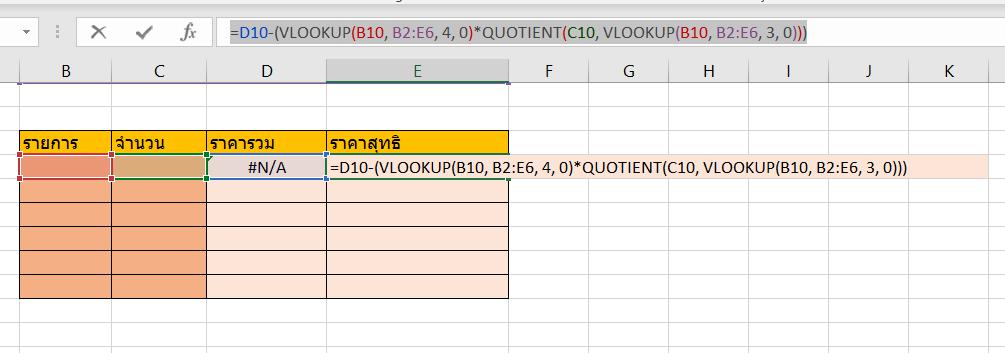 fx =D10-(VLOOKUP(B10, B2:E6, 4, 0)*QUOTIENT(C10, VLOOKUP(B10, B2:E6, 3, 0)))
B C D E F G H I J K
รายการ จำนวน ราคารวม ราคาสุทธิ
#N/A =D10-(VLOOKUP(B10, B2:E6, 4, 0)*QUOTIENT(C10, VLOOKUP(B10, B2:E6, 3, 0)))